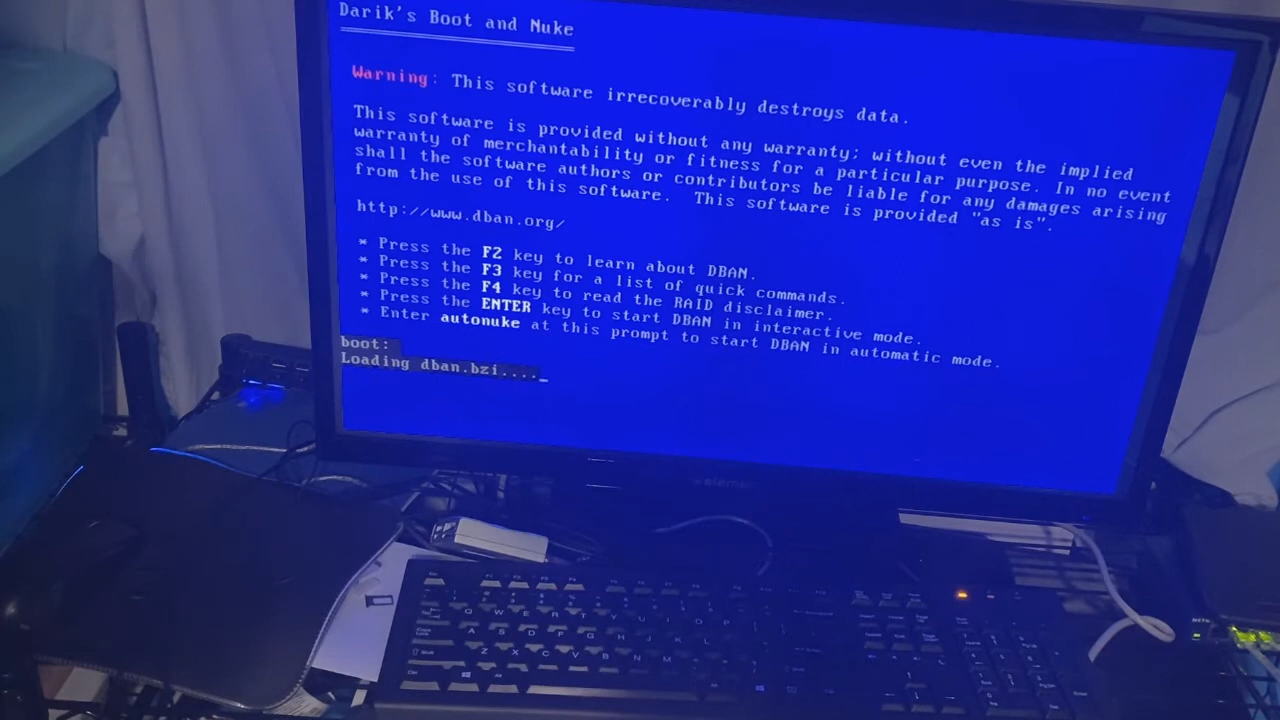 Darik's Boot and Nuke
Warning: This software irrecoverably destroys data.
This software is provided without any warranty; without even the implied
warranty of merchantability or fitness for a particular purpose. In no event
shall the software authors or contributors be liable for any damages arising
from the use of this software.  This software is provided "as is".
http://www.dban.org/
* Press the F2 key to learn about DBAN.
* Press the F3 key for a list of quick commands.
* Press the F4 key to read the RAID disclaimer.
* Press the ENTER key to start DBAN in interactive mode.
* Enter autonuke at this prompt to start DBAN in automatic mode.
boot:
Loading dban.bzi...._
Q W E R T Y U I O P
A S D F G H J K L
Z X C V B N M